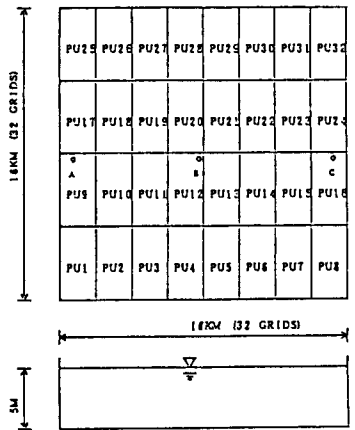 PU25 PU26 PU27 PU28 PU29 PU30 PU31 PU32
PU17 PU18 PU19 PU20 PU21 PU22 PU23 PU24
A B C
PU9 PU10 PU11 PU12 PU13 PU14 PU15 PU16
PU1 PU2 PU3 PU4 PU5 PU6 PU7 PU8
16KM (32 GRIDS)
16KM (32 GRIDS)
5M